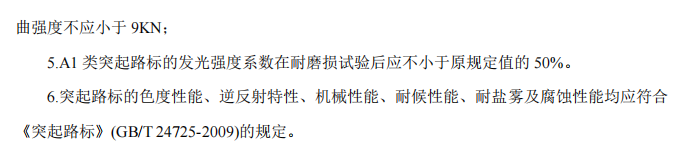 曲强度不应小于 9KN；
5.A1 类突起路标的发光强度系数在耐磨损试验后应不小于原规定值的 50%。
6.突起路标的色度性能、逆反射特性、机械性能、耐候性能、耐盐雾及腐蚀性能均应符合
《突起路标》(GB/T 24725-2009)的规定。